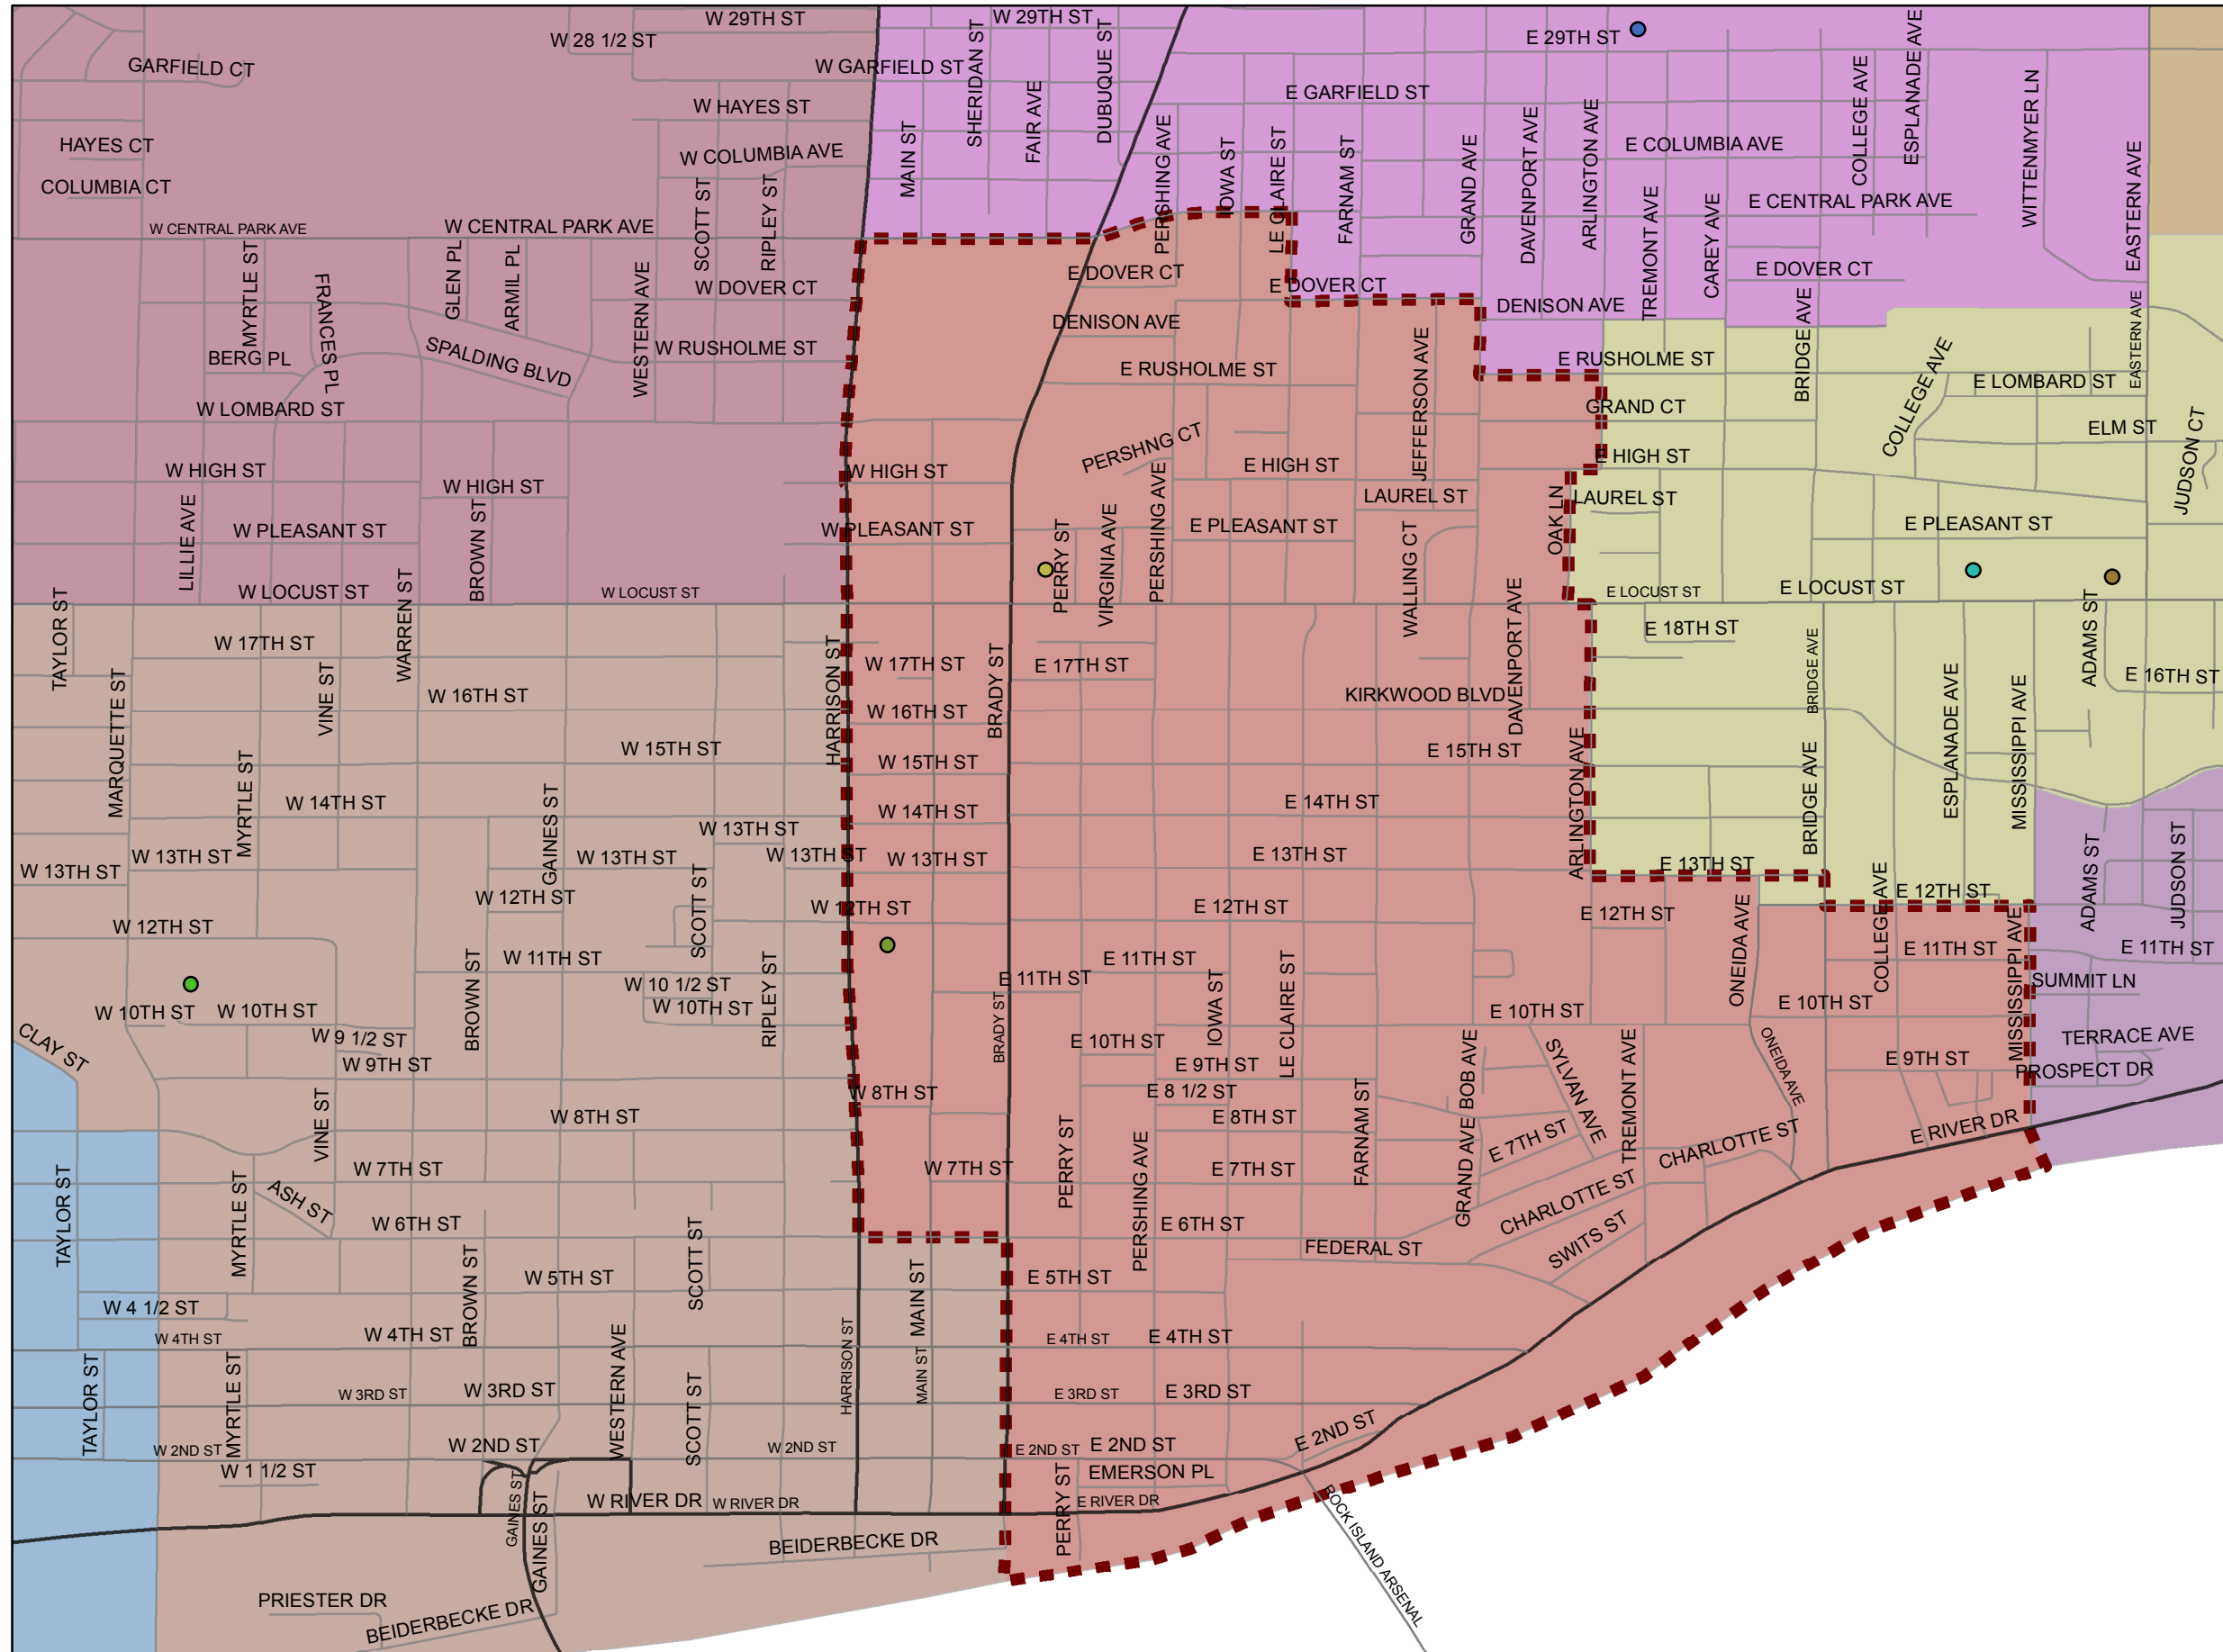 W 29TH ST
W 29TH ST
W 28 1/2 ST
E 29TH ST
ESPLANADE AVE
SHERIDAN ST
DUBUQUE ST
GARFIELD CT
W GARFIELD ST
E GARFIELD ST
FAIR AVE
COLLEGE AVE
WITTENMYER LN
W HAYES ST
HAYES CT
W COLUMBIA AVE
MAIN ST
PERSHING AVE
IOWA ST
LE CLAIRE ST
FARNAM ST
GRAND AVE
DAVENPORT AVE
ARLINGTON AVE
E COLUMBIA AVE
EASTERN AVE
COLUMBIA CT
SCOTT ST
RIPLEY ST
TREMONT AVE
CAREY AVE
E CENTRAL PARK AVE
W CENTRAL PARK AVE
W CENTRAL PARK AVE
MYRTLE ST
FRANCES PL
GLEN PL
ARMIL PL
WESTERN AVE
W DOVER CT
E DOVER CT
E DOVER CT
E DOVER CT
DENISON AVE
DENISON AVE
BRIDGE AVE
EASTERN AVE
BERG PL
SPALDING BLVD
W RUSHOLME ST
E RUSHOLME ST
E RUSHOLME ST
JEFFERSON AVE
COLLEGE AVE
E LOMBARD ST
W LOMBARD ST
GRAND CT
ELM ST
JUDSON CT
PERSHNG CT
W HIGH ST
W HIGH ST
W HIGH ST
E HIGH ST
E HIGH ST
LILLIE AVE
BROWN ST
PERSHING AVE
LAUREL ST
LAUREL ST
OAK LN
W PLEASANT ST
W PLEASANT ST
PERRY ST
VIRGINIA AVE
E PLEASANT ST
WALLING CT
E PLEASANT ST
TAYLOR ST
W LOCUST ST
WARREN ST
W LOCUST ST
DAVENPORT AVE
E LOCUST ST
E LOCUST ST
ADAMS ST
W 17TH ST
HARRISON ST
W 17TH ST
BRADY ST
E 17TH ST
E 18TH ST
BRIDGE AVE
E 16TH ST
MARQUETTE ST
VINE ST
W 16TH ST
W 16TH ST
KIRKWOOD BLVD
ESPLANADE AVE
MISSISSIPPI AVE
W 15TH ST
W 15TH ST
E 15TH ST
ARLINGTON AVE
BRIDGE AVE
MYRTLE ST
W 14TH ST
W 14TH ST
E 14TH ST
GAINES ST
W 13TH ST
W 13TH ST
W 13TH ST
W 13TH ST
W 13TH ST
W 13TH ST
E 13TH ST
E 13TH ST
ADAMS ST
JUDSON ST
W 12TH ST
W 12TH ST
W 12TH ST
E 12TH ST
E 12TH ST
E 12TH ST
SCOTT ST
ONEIDA AVE
COLLEGE AVE
BROWN ST
W 11TH ST
E 11TH ST
E 11TH ST
E 11TH ST
E 11TH ST
MISSISSIPPI AVE
W 10 1/2 ST
RIPLEY ST
IOWA ST
LE CLAIRE ST
SUMMIT LN
W 10TH ST
W 10TH ST
W 10TH ST
E 10TH ST
E 10TH ST
BRADY ST
E 10TH ST
CLAY ST
W 9 1/2 ST
W 9TH ST
E 9TH ST
BOB AVE
SYLVAN AVE
TREMONT AVE
ONEIDA AVE
E 9TH ST
TERRACE AVE
PROSPECT DR
W 8TH ST
W 8TH ST
E 8 1/2 ST
E 8TH ST
FARNAM ST
VINE ST
PERRY ST
PERSHING AVE
GRAND AVE
E 7TH ST
CHARLOTTE ST
E RIVER DR
TAYLOR ST
W 7TH ST
W 7TH ST
E 7TH ST
MYRTLE ST
ASH ST
CHARLOTTE ST
W 6TH ST
E 6TH ST
SWITS ST
FEDERAL ST
SCOTT ST
BROWN ST
W 5TH ST
MAIN ST
E 5TH ST
W 4 1/2 ST
W 4TH ST
W 4TH ST
E 4TH ST
E 4TH ST
TAYLOR ST
MYRTLE ST
WESTERN AVE
HARRISON ST
MAIN ST
W 3RD ST
W 3RD ST
SCOTT ST
E 3RD ST
E 3RD ST
W 2ND ST
W 2ND ST
W 2ND ST
E 2ND ST
E 2ND ST
E 2ND ST
W 1 1/2 ST
EMERSON PL
GAINES ST
GAINES ST
W RIVER DR
W RIVER DR
PERRY ST
E RIVER DR
ROCK ISLAND ARSENAL
BEIDERBECKE DR
PRIESTER DR
BEIDERBECKE DR